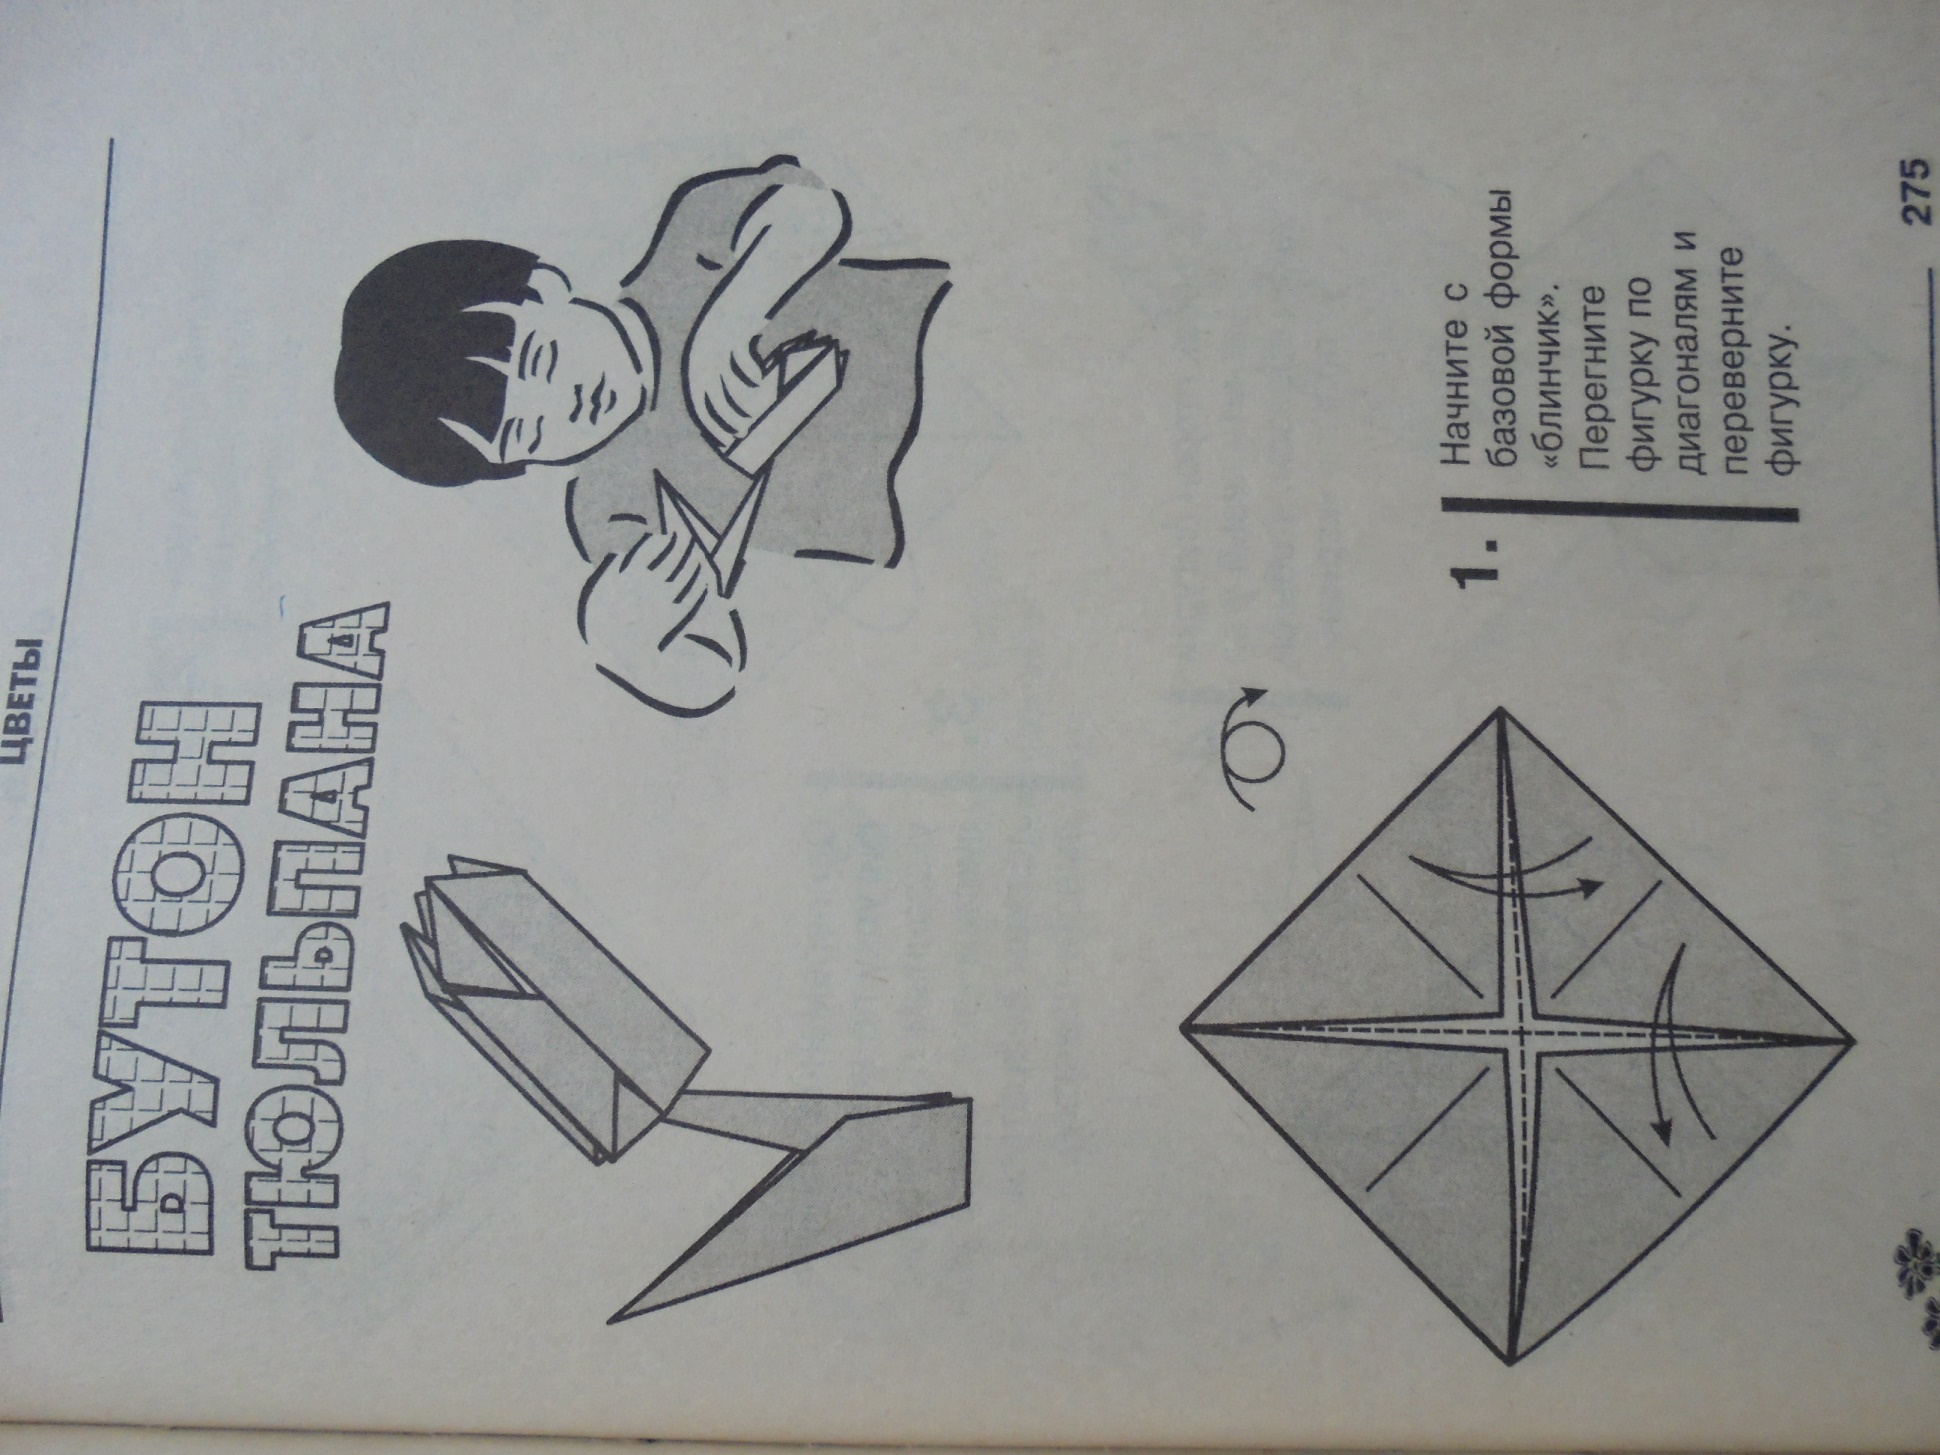 ЦВЕТЫ
БУТОН
ТЮЛЬПАНА
1.
Начните с
базовой формы
«блинчик».
Перегните
фигурку по
диагоналям и
переверните
фигурку.
275